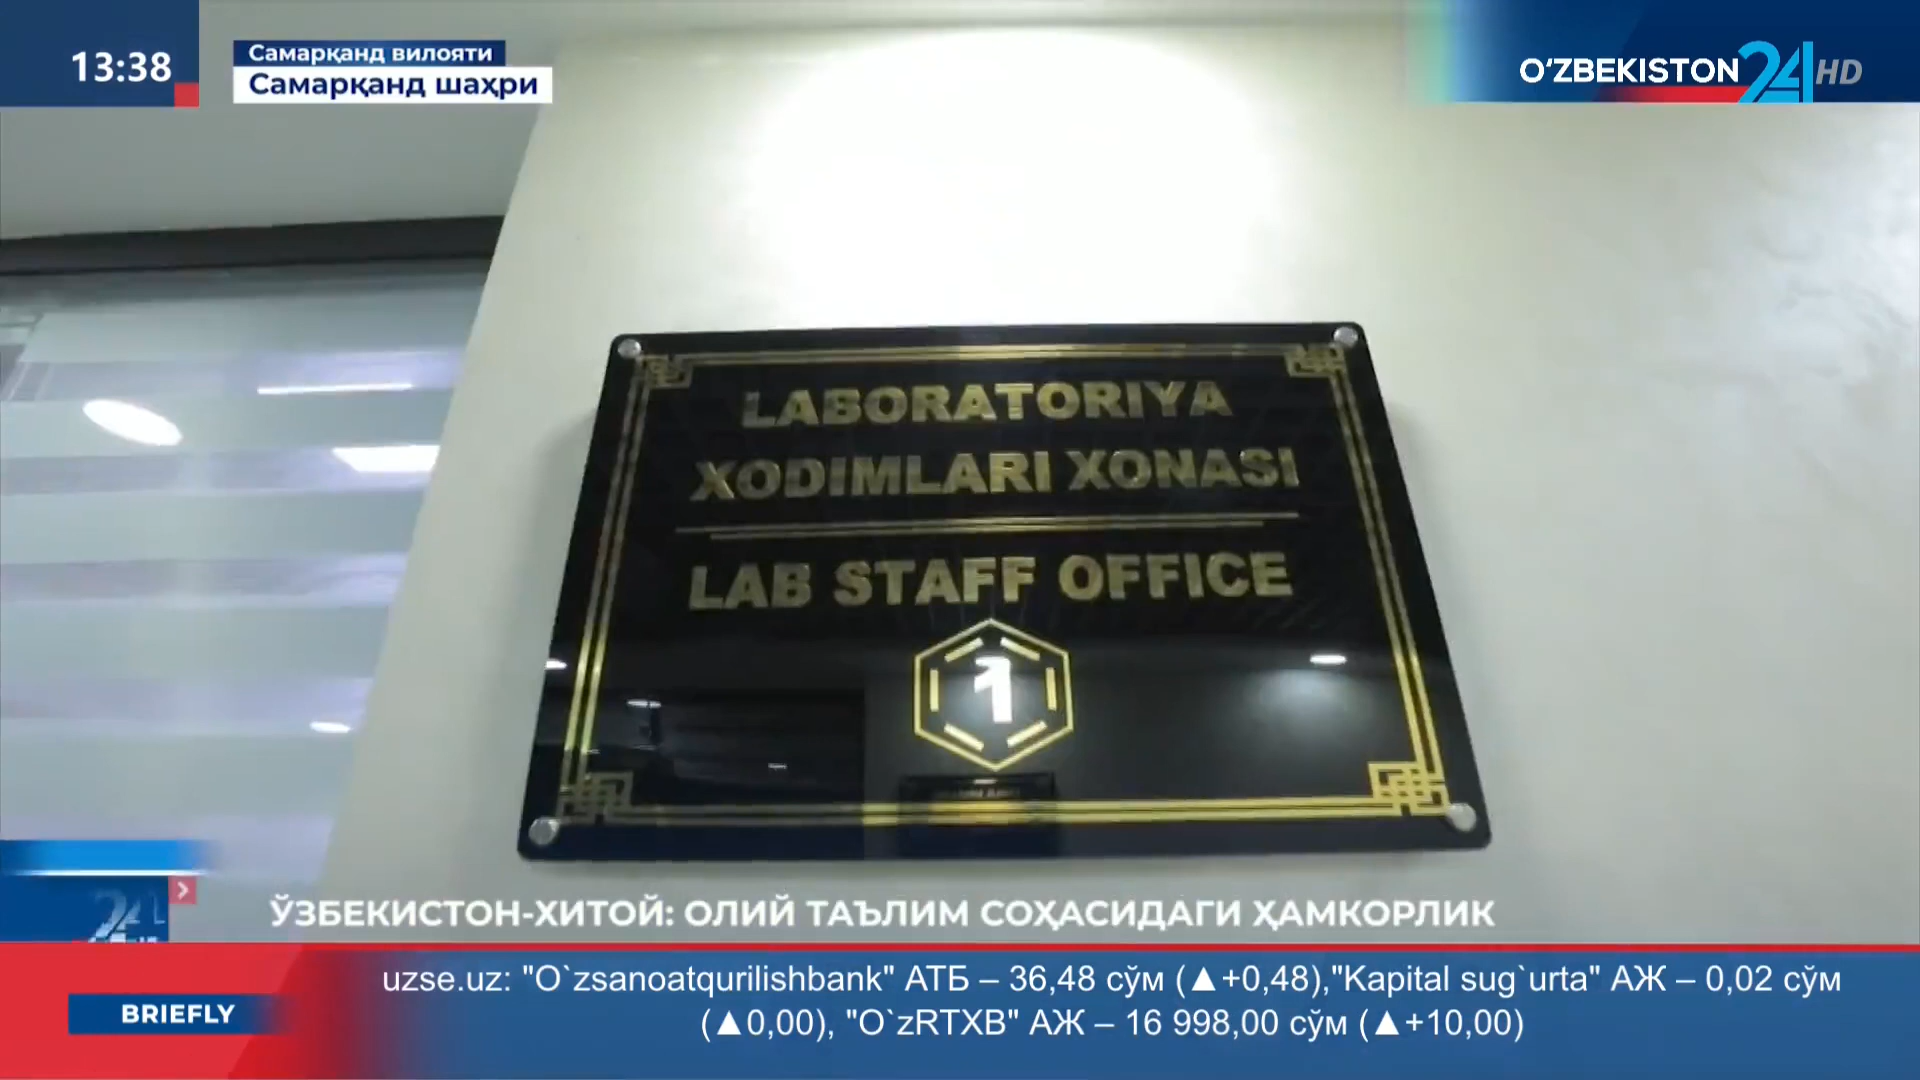 13:38
Самарқанд вилояти
Самарқанд шаҳри
O‘ZBEKISTON 24 HD
LABORATORIYA
XODIMLARI XONASI
LAB STAFF OFFICE
1
24
ЎЗБЕКИСТОН-ХИТОЙ: ОЛИЙ ТАЪЛИМ СОҲАСИДАГИ ҲАМКОРЛИК
BRIEFLY
uzse.uz: "O`zsanoatqurilishbank" АТБ – 36,48 сўм (▲+0,48),"Kapital sug`urta" АЖ – 0,02 сўм
(▲0,00), "O`zRTXB" АЖ – 16 998,00 сўм (▲+10,00)